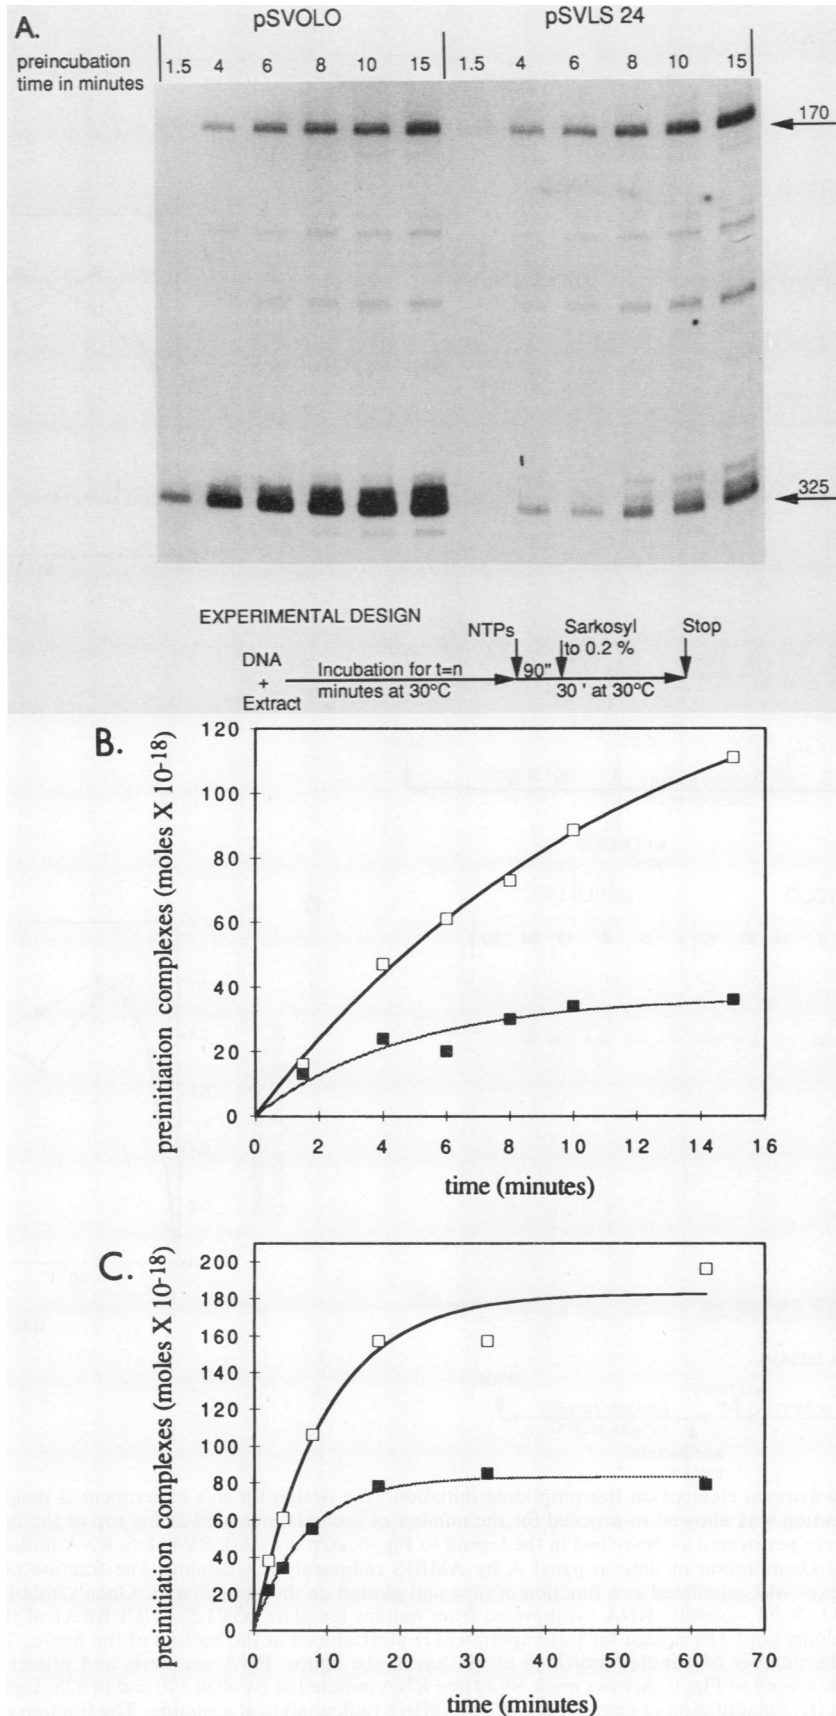 A.
pSVOLO pSVLS 24
preincubation
time in minutes
1.5 4 6 8 10 15 1.5 4 6 8 10 15
170
325
EXPERIMENTAL DESIGN
NTPs Sarkosyl
to 0.2 %
Stop
DNA
+
Extract
Incubation for t=n
minutes at 30°C
90"
30 ' at 30°C
B.
preinitiation complexes (moles X 10-18)
120
100
80
60
40
20
0
0 2 4 6 8 10 12 14 16
time (minutes)
C.
preinitiation complexes (moles X 10-18)
200
180
160
140
120
100
80
60
40
20
0
0 10 20 30 40 50 60 70
time (minutes)